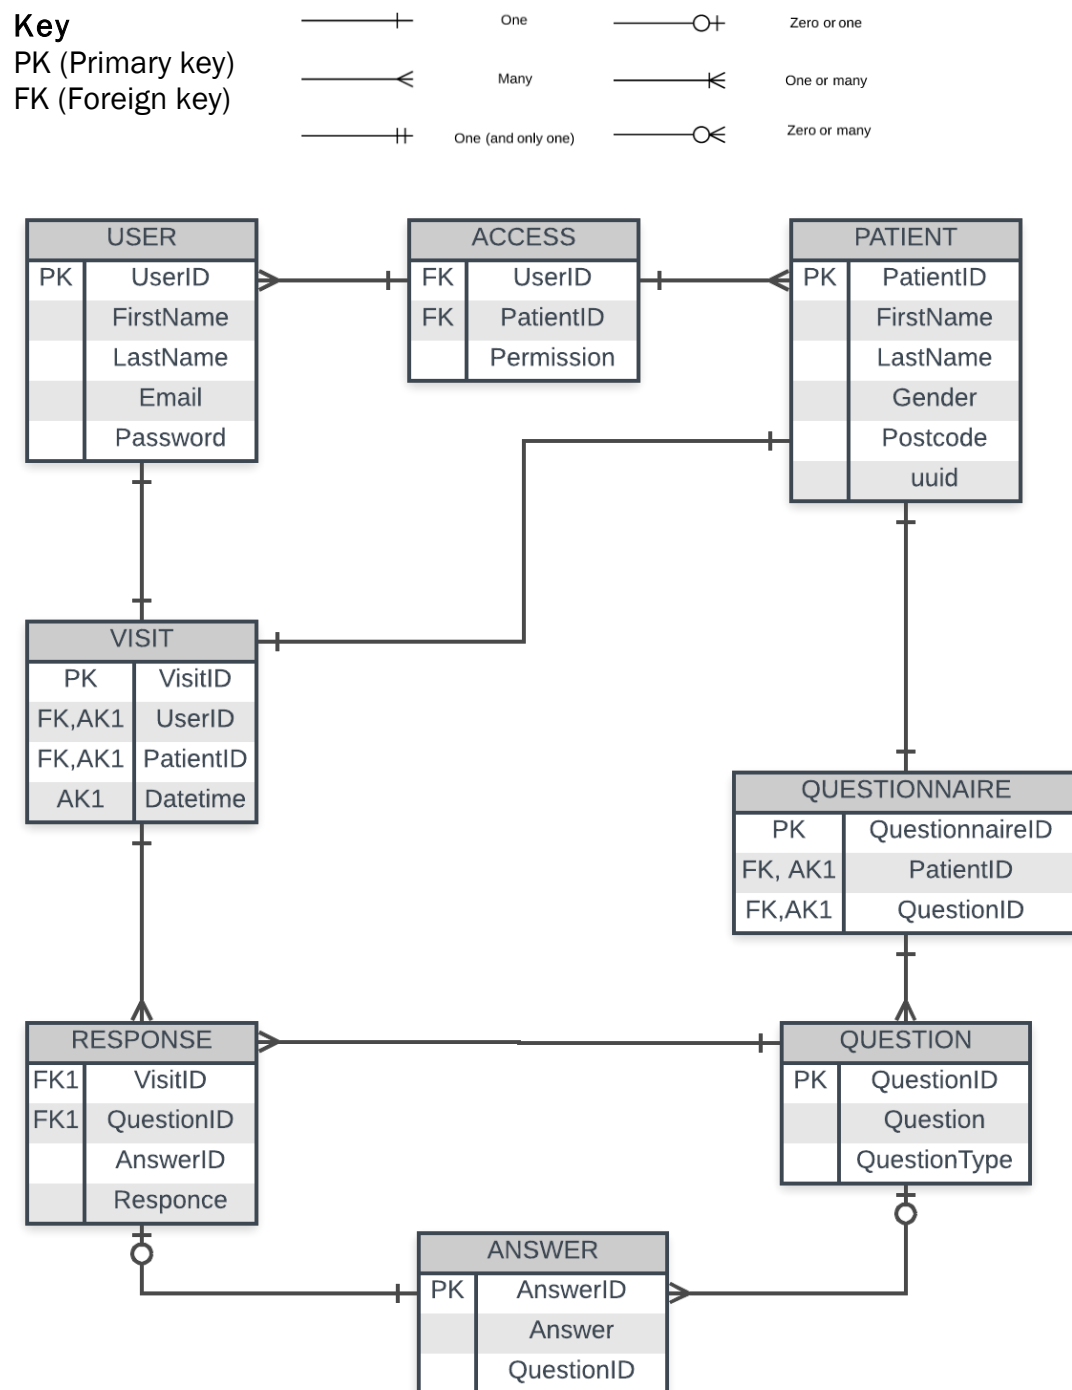 Key
PK (Primary key)
FK (Foreign key)
One
Zero or one
Many
One or many
One (and only one)
Zero or many
USER
PK UserID
FirstName
LastName
Email
Password
ACCESS
FK UserID
FK PatientID
Permission
PATIENT
PK PatientID
FirstName
LastName
Gender
Postcode
uuid
VISIT
PK VisitID
FK,AK1 UserID
FK,AK1 PatientID
AK1 Datetime
QUESTIONNAIRE
PK QuestionnaireID
FK, AK1 PatientID
FK,AK1 QuestionID
RESPONSE
FK1 VisitID
FK1 QuestionID
AnswerID
Responce
QUESTION
PK QuestionID
Question
QuestionType
ANSWER
PK AnswerID
Answer
QuestionID